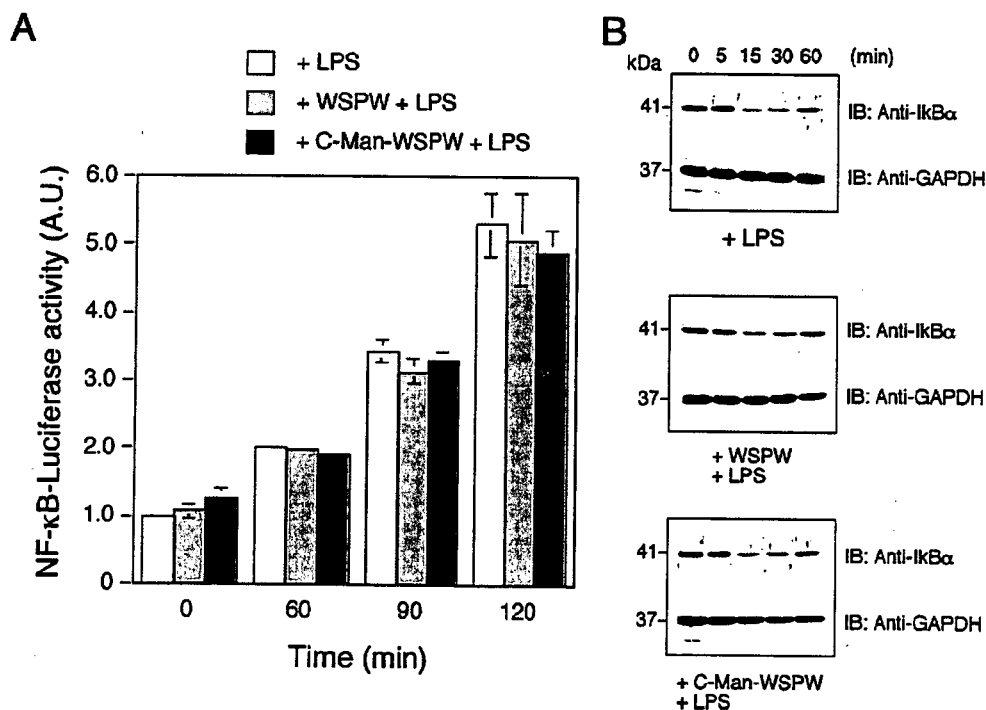 A
+ LPS
+ WSPW + LPS
+ C-Man-WSPW + LPS
NF-κB-Luciferase activity (A.U.)
6.0
5.0
4.0
3.0
2.0
1.0
0
0 60 90 120
Time (min)
B
kDa 0 5 15 30 60 (min)
41 IB: Anti-IkBα
37 IB: Anti-GAPDH
+ LPS
41 IB: Anti-IkBα
37 IB: Anti-GAPDH
+ WSPW
+ LPS
41 IB: Anti-IkBα
37 IB: Anti-GAPDH
+ C-Man-WSPW
+ LPS